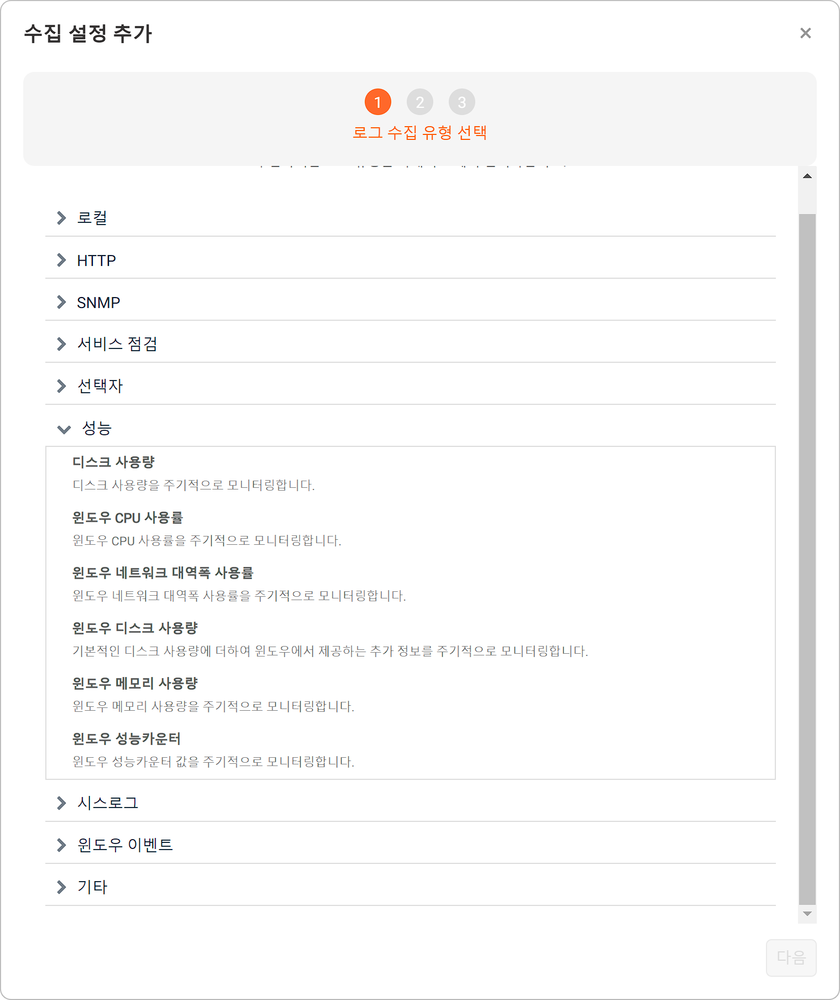 수집 설정 추가
1 2 3
로그 수집 유형 선택
로컬
HTTP
SNMP
서비스 점검
선택자
성능
디스크 사용량
디스크 사용량을 주기적으로 모니터링합니다.
윈도우 CPU 사용률
윈도우 CPU 사용률을 주기적으로 모니터링합니다.
윈도우 네트워크 대역폭 사용률
윈도우 네트워크 대역폭 사용률을 주기적으로 모니터링합니다.
윈도우 디스크 사용량
기본적인 디스크 사용량에 더하여 윈도우에서 제공하는 추가 정보를 주기적으로 모니터링합니다.
윈도우 메모리 사용량
윈도우 메모리 사용량을 주기적으로 모니터링합니다.
윈도우 성능카운터
윈도우 성능카운터 값을 주기적으로 모니터링합니다.
시스로그
윈도우 이벤트
기타
다음